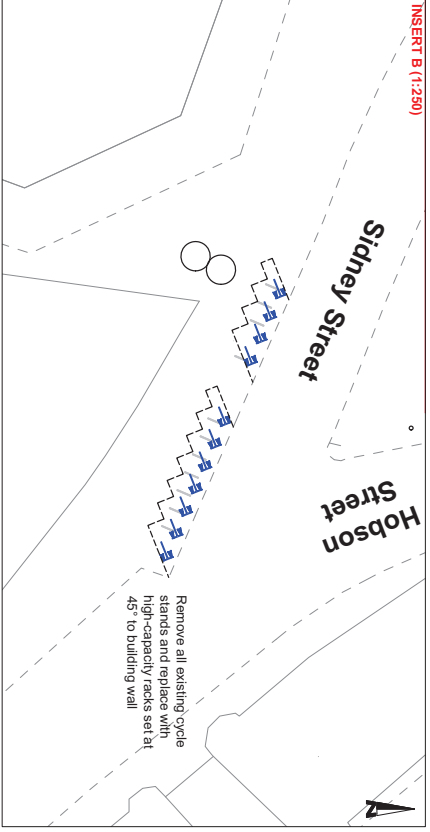 INSERT B (1:250)
Sidney Street
Hobson
Street
Remove all existing cycle
stands and replace with
high-capacity racks set at
45° to building wall
N